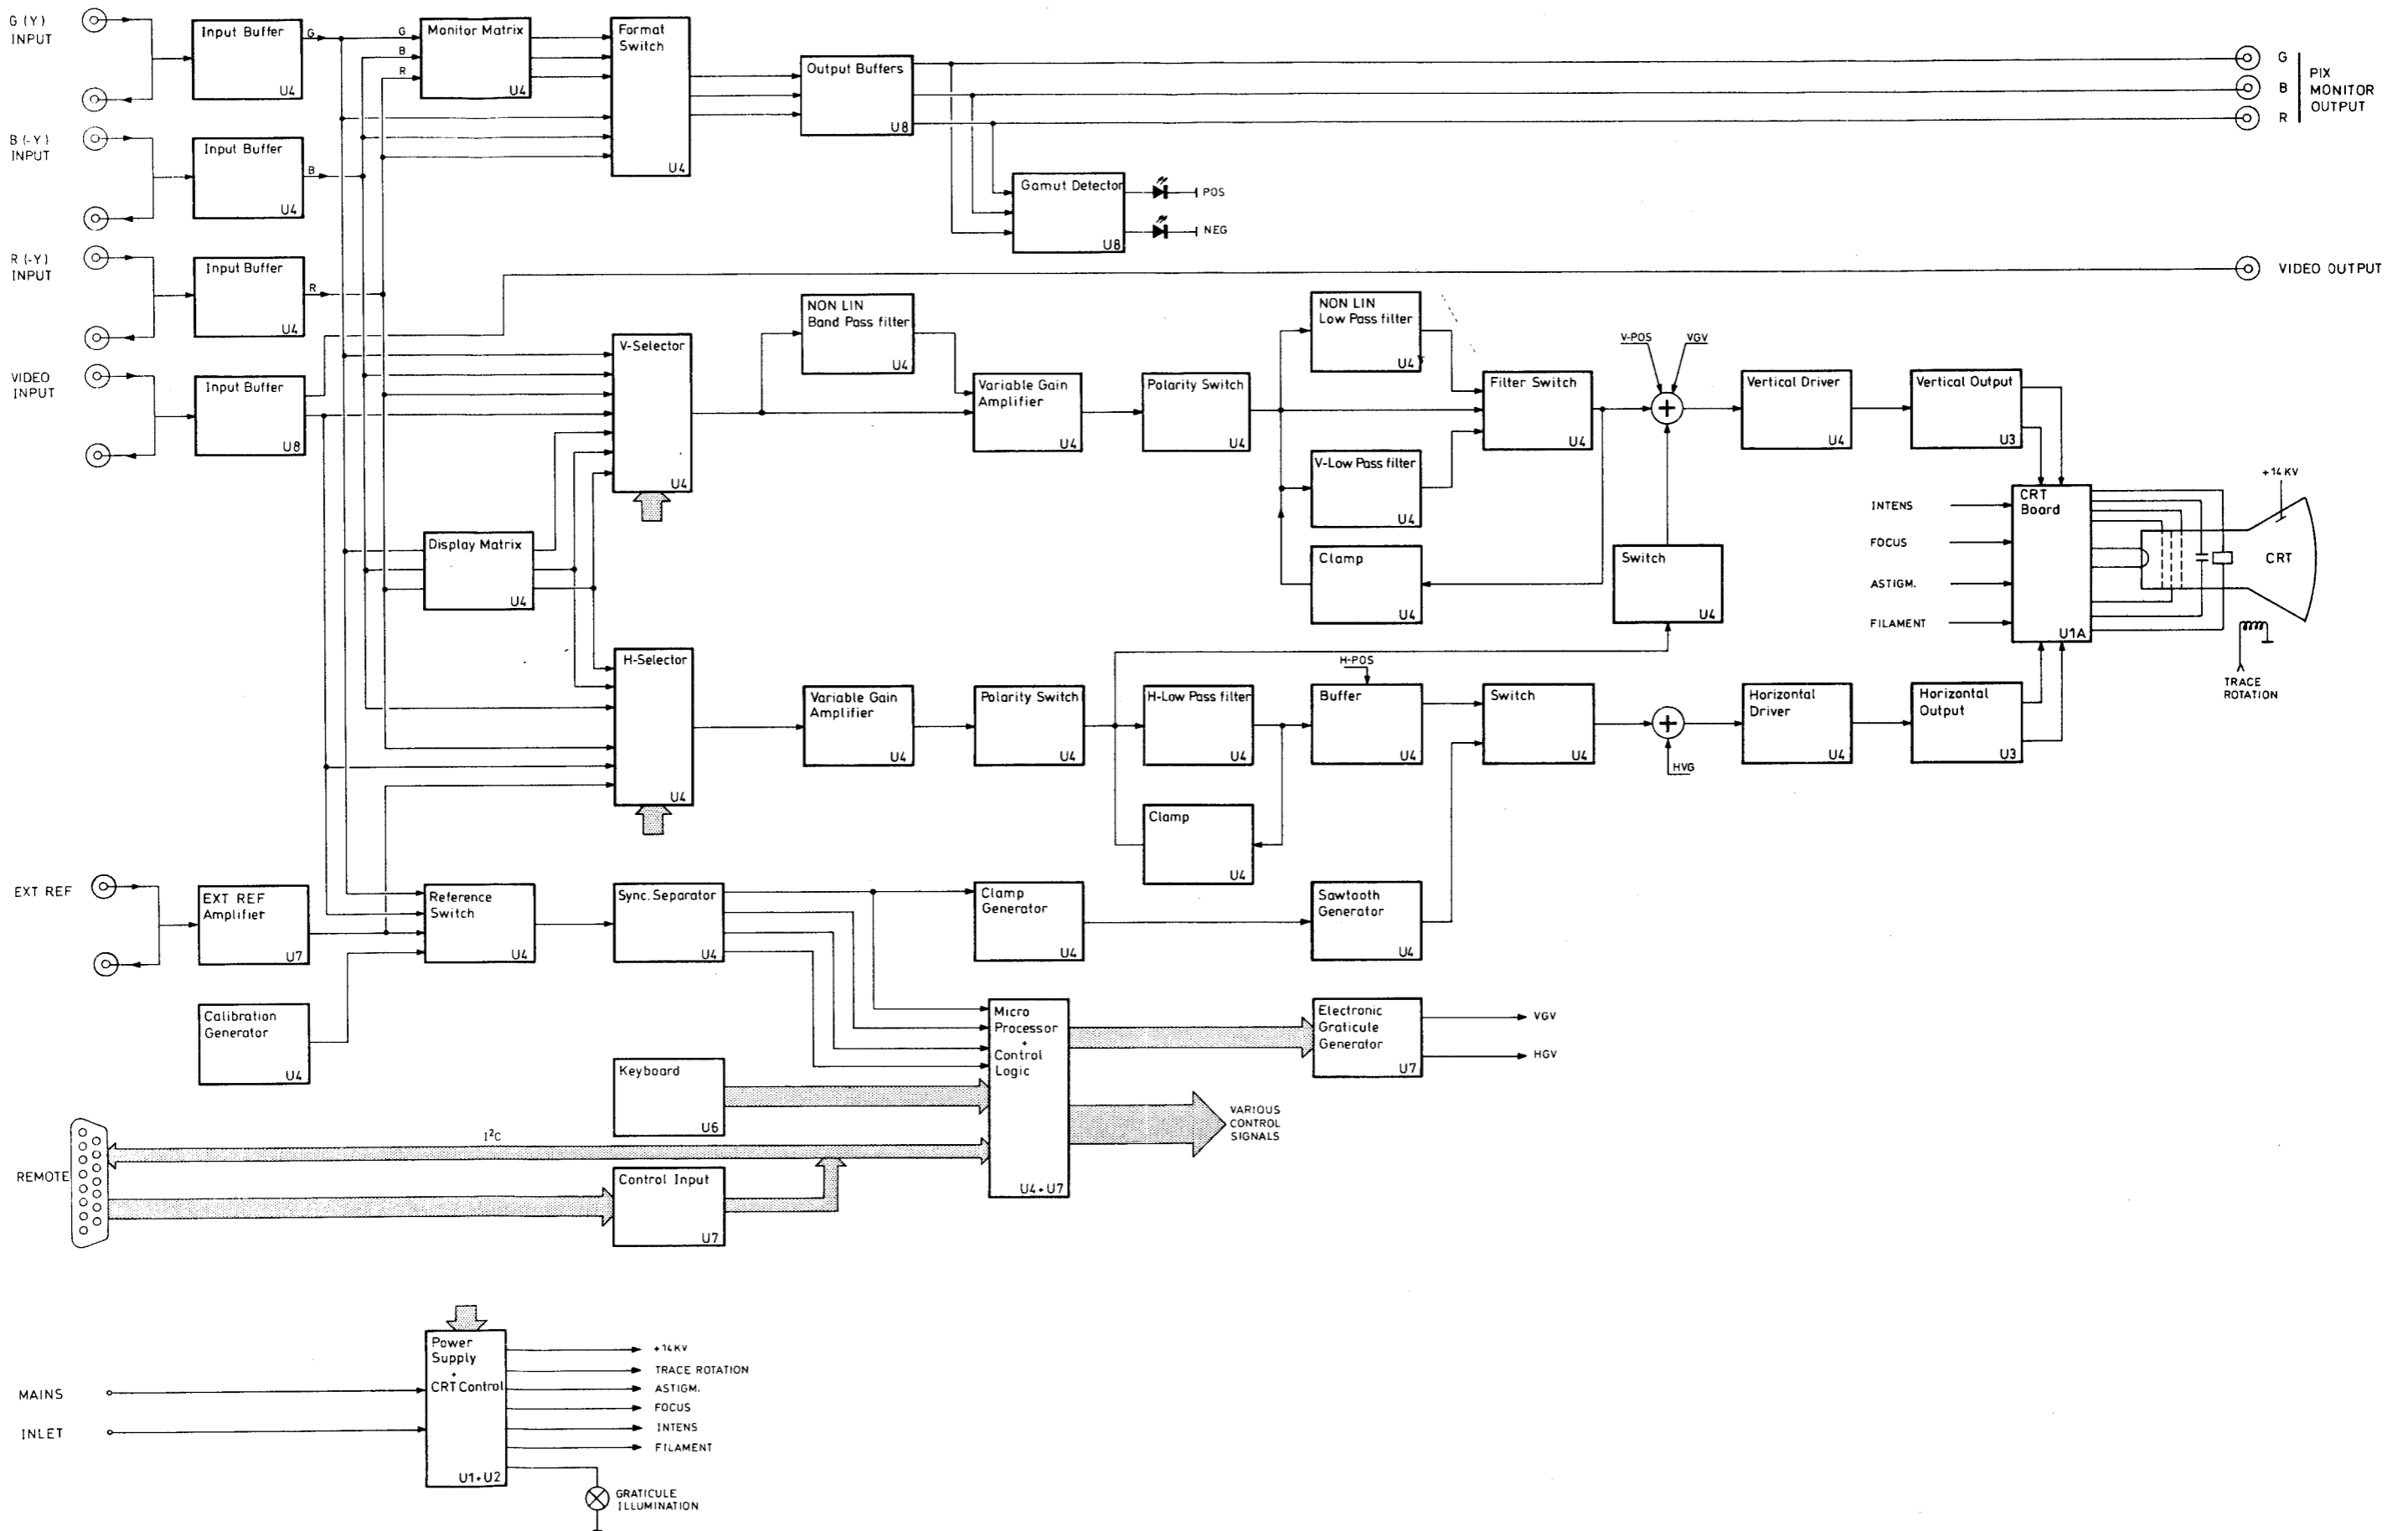 G (Y)
INPUT
Input Buffer
U4
G
G
B
R
Monitor Matrix
U4
Format
Switch
U4
Output Buffers
U8
G
B
R
PIX
MONITOR
OUTPUT
B (-Y)
INPUT
Input Buffer
U4
B
Gamut Detector
U8
POS
NEG
R (-Y)
INPUT
Input Buffer
U4
R
VIDEO OUTPUT
VIDEO
INPUT
Input Buffer
U8
V-Selector
U4
NON LIN
Band Pass filter
U4
Variable Gain
Amplifier
U4
Polarity Switch
U4
NON LIN
Low Pass filter
U4
V-Low Pass filter
U4
Clamp
U4
Filter Switch
U4
V-POS
VGV
+
Switch
U4
Vertical Driver
U4
Vertical Output
U3
INTENS
FOCUS
ASTIGM.
FILAMENT
CRT
Board
U1A
+14KV
CRT
TRACE
ROTATION
Display Matrix
U4
H-Selector
U4
Variable Gain
Amplifier
U4
Polarity Switch
U4
H-Low Pass filter
U4
H-POS
Buffer
U4
Switch
U4
+
HVG
Horizontal
Driver
U4
Horizontal
Output
U3
Clamp
U4
EXT REF
EXT REF
Amplifier
U7
Reference
Switch
U4
Sync. Separator
U4
Clamp
Generator
U4
Sawtooth
Generator
U4
Calibration
Generator
U4
Micro
Processor
+
Control
Logic
U4+U7
Electronic
Graticule
Generator
U7
VGV
HGV
Keyboard
U6
VARIOUS
CONTROL
SIGNALS
I²C
REMOTE
Control Input
U7
MAINS
INLET
Power
Supply
+
CRT Control
U1+U2
+14KV
TRACE ROTATION
ASTIGM.
FOCUS
INTENS
FILAMENT
GRATICULE
ILLUMINATION